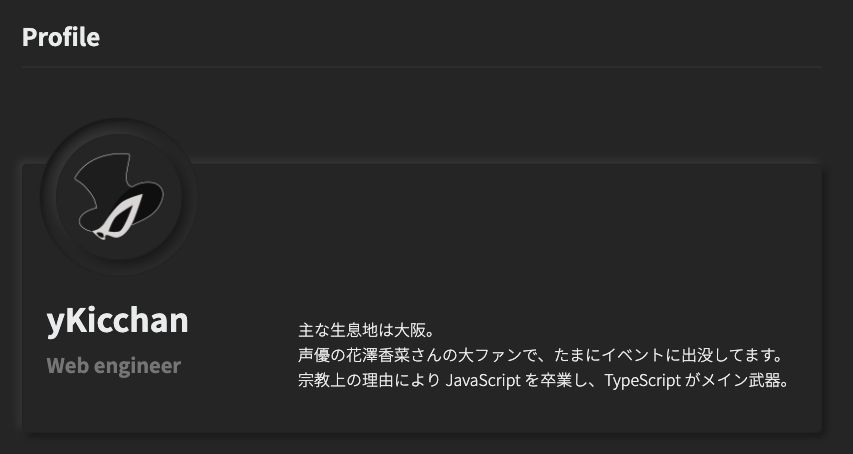 Profile
yKicchan
Web engineer
主な生息地は大阪。
声優の花澤香菜さんの大ファンで、たまにイベントに出没してます。
宗教上の理由により JavaScript を卒業し、TypeScript がメイン武器。